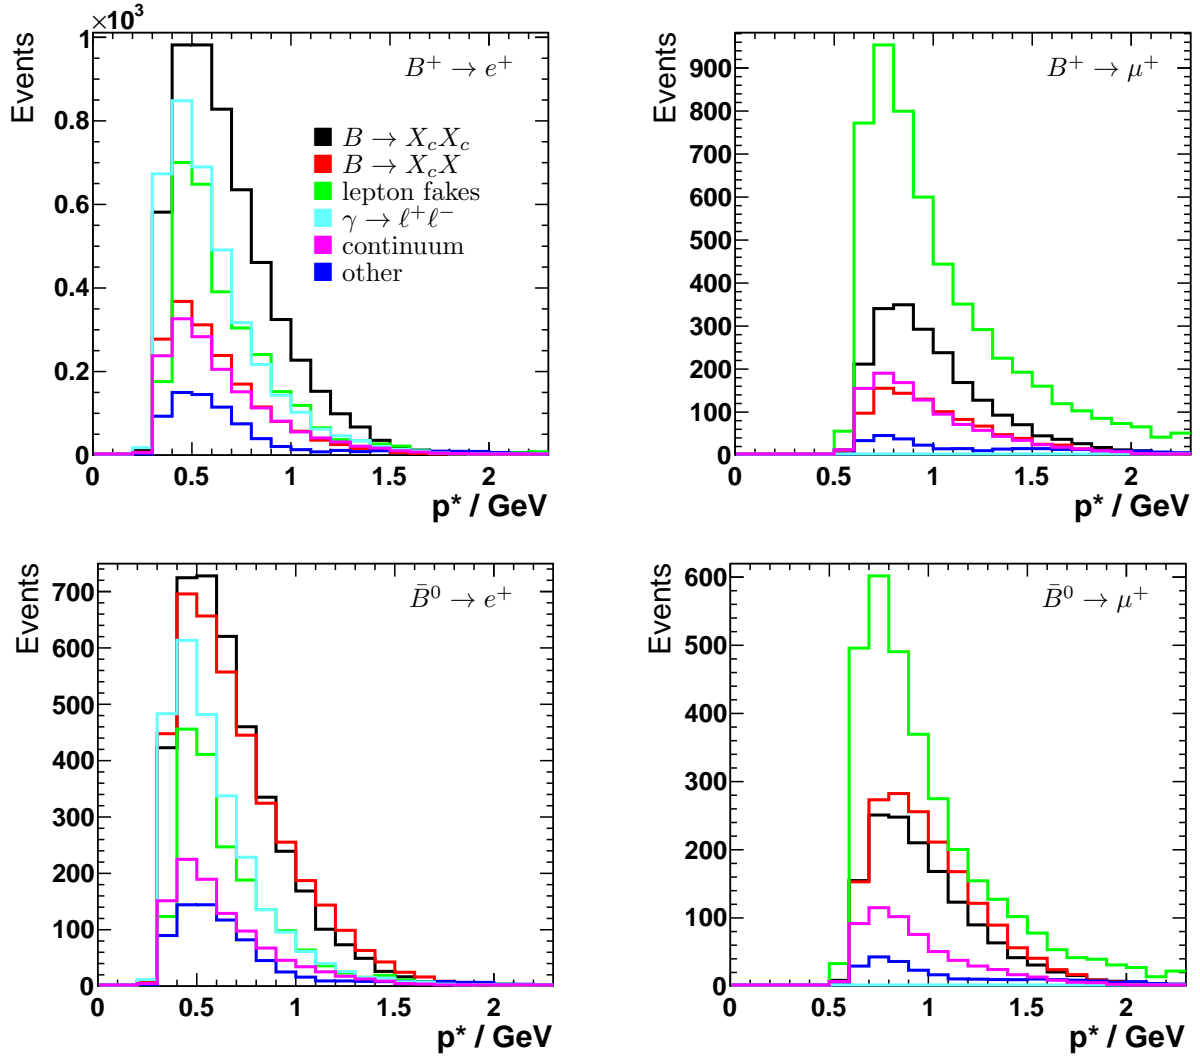 ×10³
Events
1
0.8
0.6
0.4
0.2
0
B⁺ → e⁺
B → X_c X_c
B → X_c X
lepton fakes
γ → ℓ⁺ℓ⁻
continuum
other
0 0.5 1 1.5 2
p* / GeV
Events
900
800
700
600
500
400
300
200
100
0
B⁺ → μ⁺
0 0.5 1 1.5 2
p* / GeV
Events
700
600
500
400
300
200
100
0
B̄⁰ → e⁺
0 0.5 1 1.5 2
p* / GeV
Events
600
500
400
300
200
100
0
B̄⁰ → μ⁺
0 0.5 1 1.5 2
p* / GeV